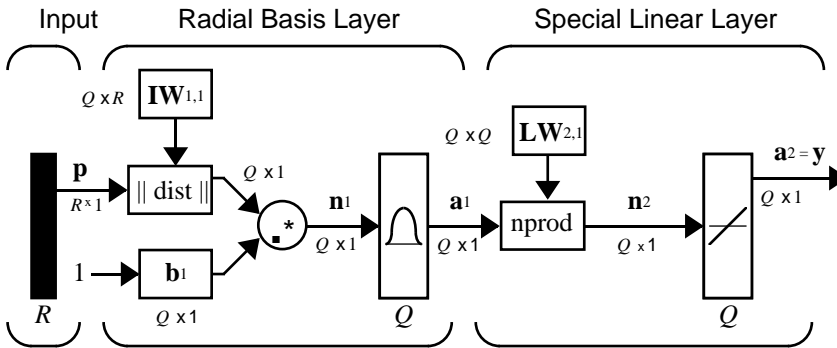 Input Radial Basis Layer Special Linear Layer
Q x R IW1,1
Q x Q LW2,1
p
R x 1
|| dist ||
Q x 1
.*
n1
Q x 1
a1
Q x 1
nprod
n2
Q x 1
a2 = y
Q x 1
1
b1
Q x 1
R Q Q